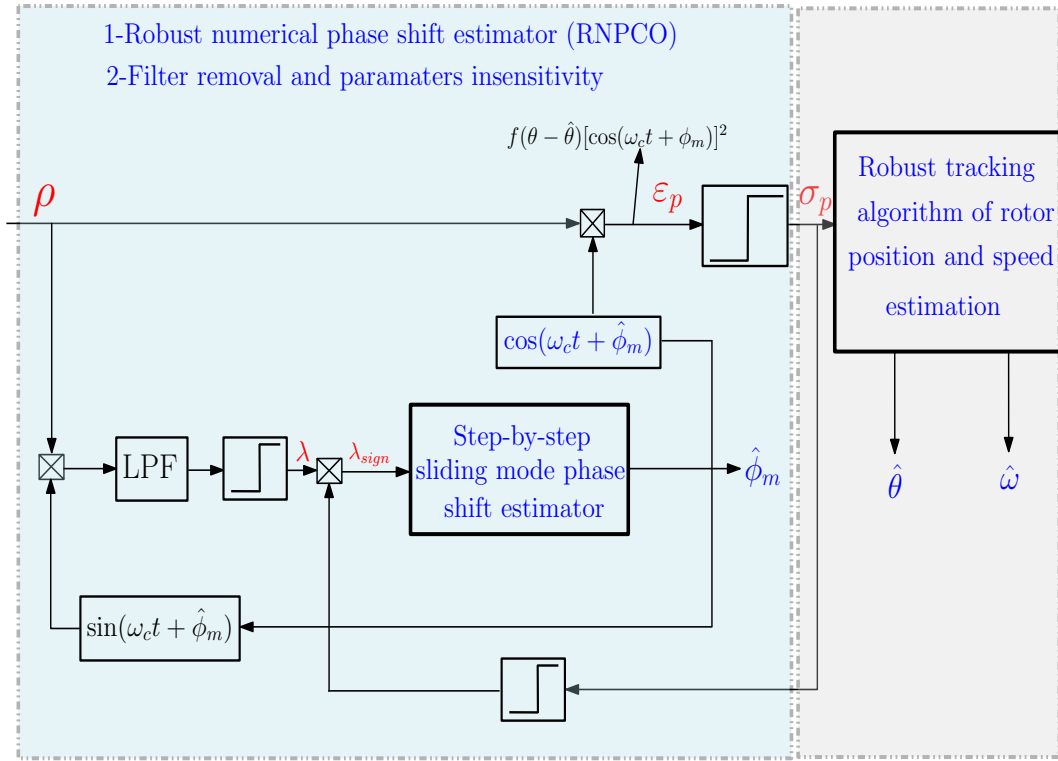 1-Robust numerical phase shift estimator (RNPCO)
2-Filter removal and paramaters insensitivity
f(θ − θ̂)[cos(ω_c t + ϕ_m)]²
ρ
ε_p
σ_p
Robust tracking
algorithm of rotor
position and speed
estimation
cos(ω_c t + ϕ̂_m)
LPF
λ
λ_sign
Step-by-step
sliding mode phase
shift estimator
ϕ̂_m
θ̂
ω̂
sin(ω_c t + ϕ̂_m)